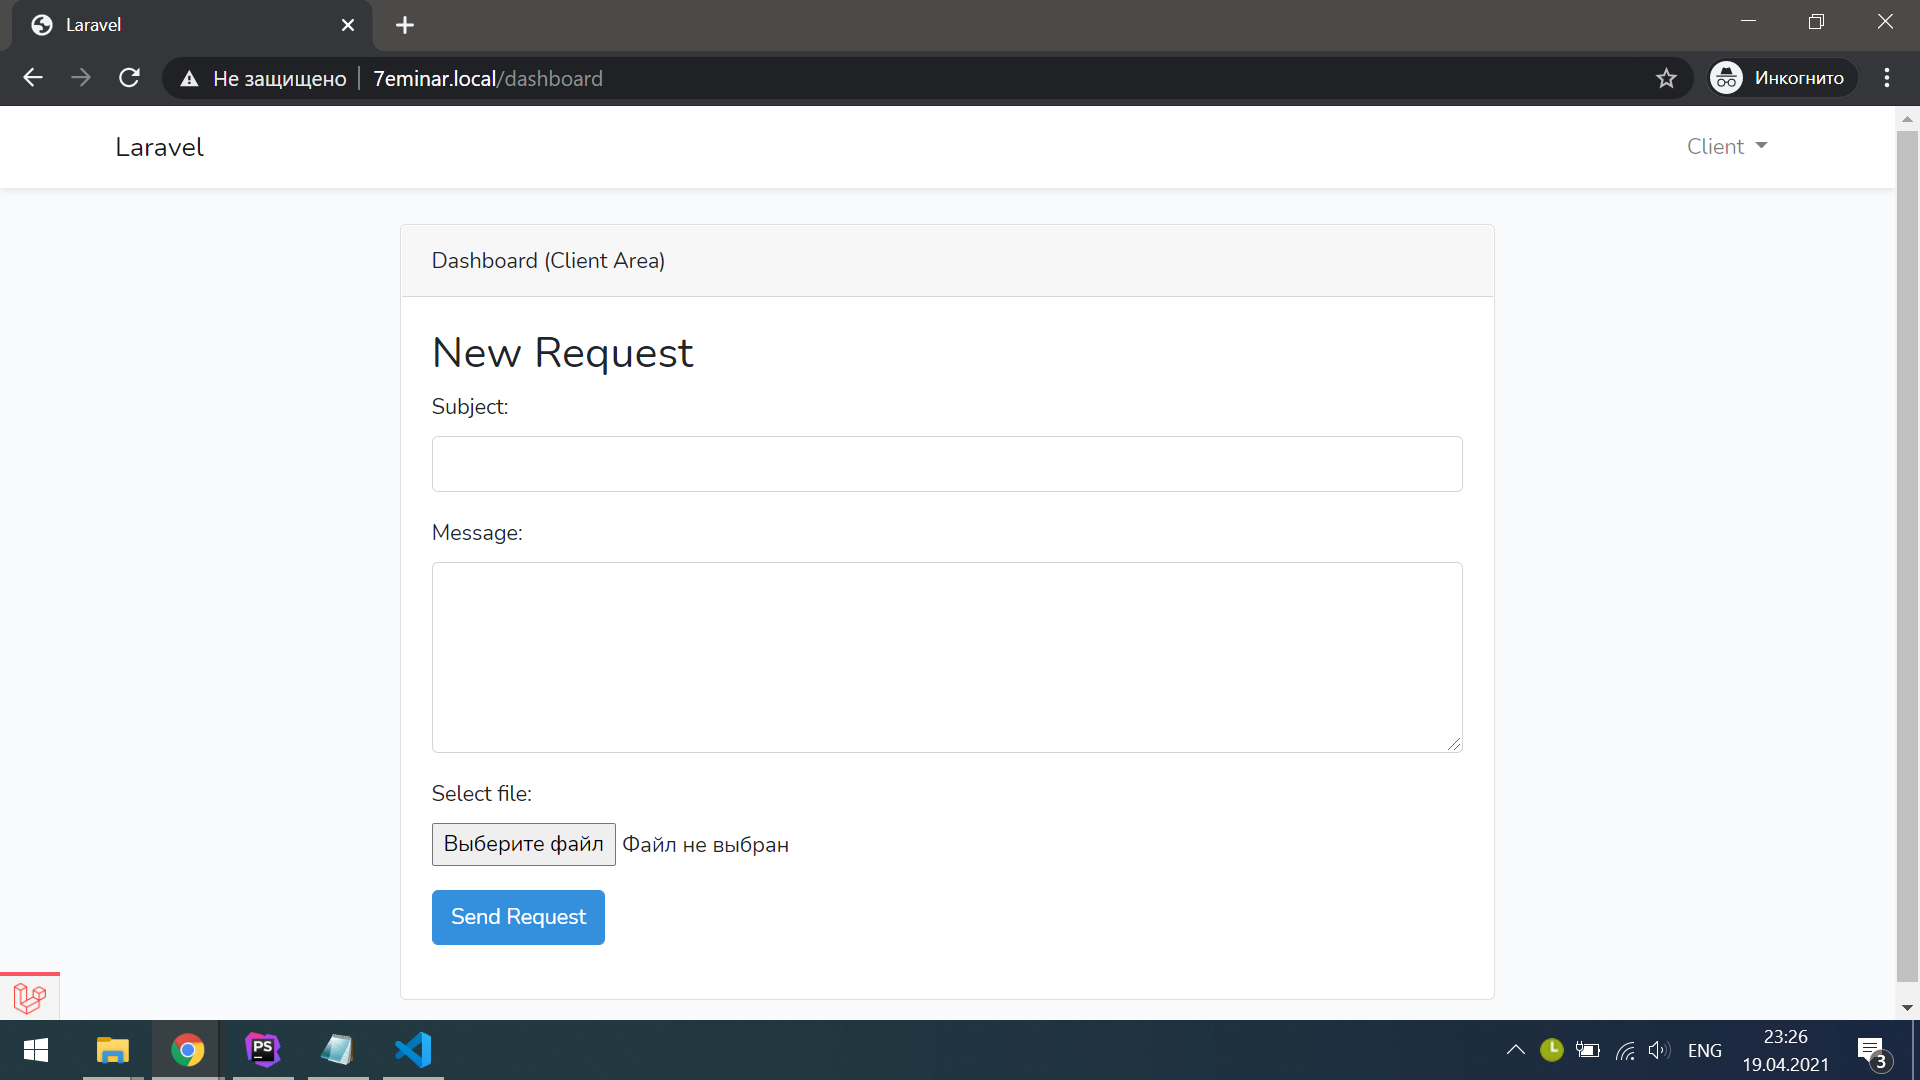 Laravel
Не защищено
7eminar.local/dashboard
Инкогнито
Laravel
Client
Dashboard (Client Area)
New Request
Subject:
Message:
Select file:
Выберите файл Файл не выбран
Send Request
PS
ENG
23:26
19.04.2021
3